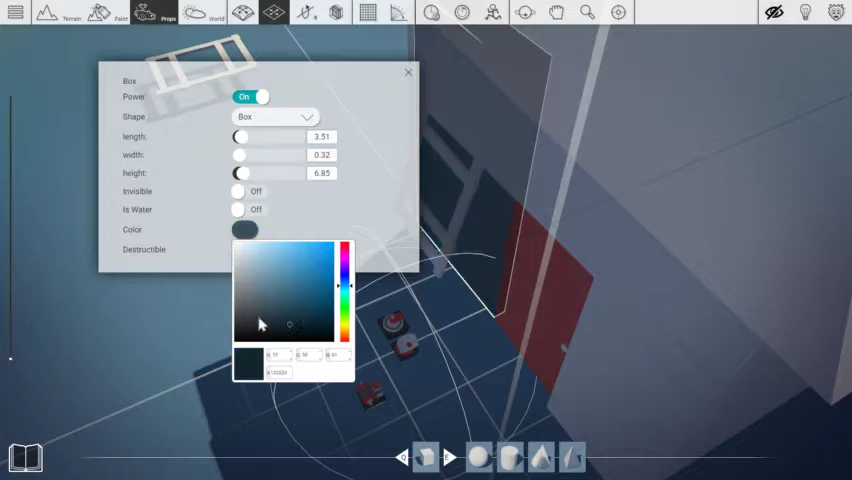 Terrain
Paint
Props
World
Box
Power
On
Shape
Box
length:
3.51
width:
0.32
height:
6.85
Invisible
Off
Is Water
Off
Color
Destructible
Q
E